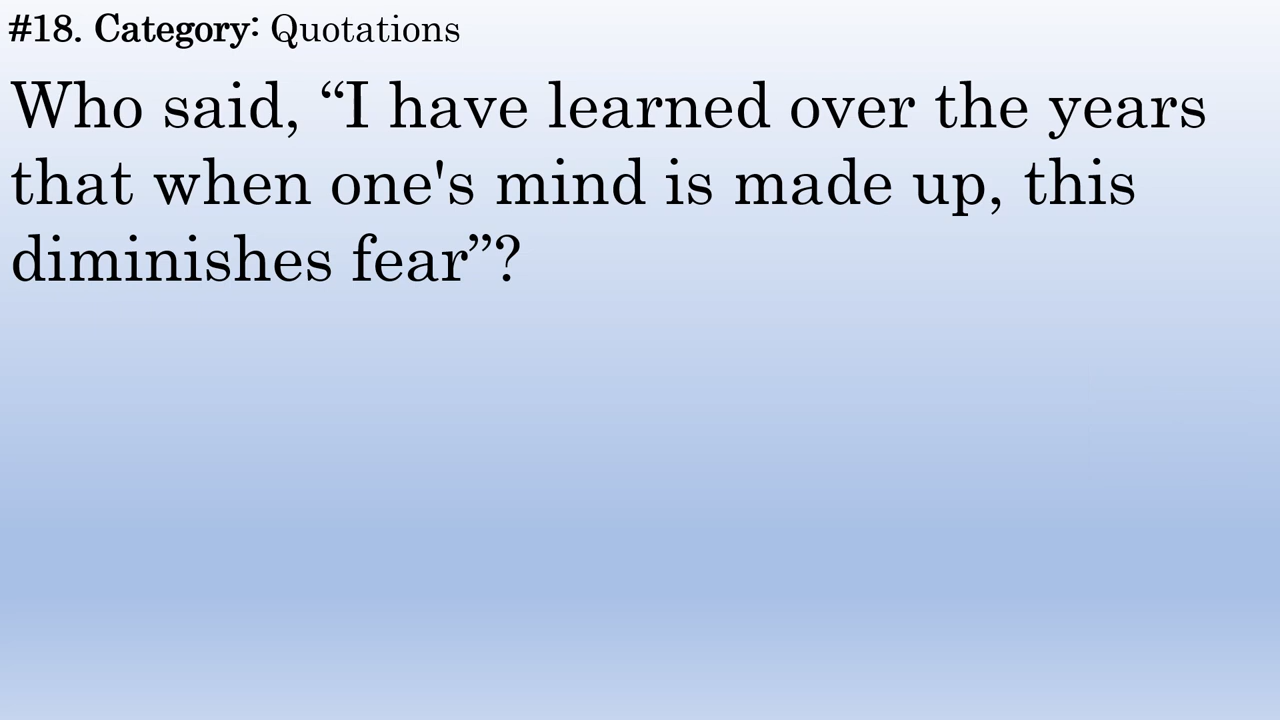 #18. Category: Quotations
Who said, “I have learned over the years
that when one's mind is made up, this
diminishes fear”?